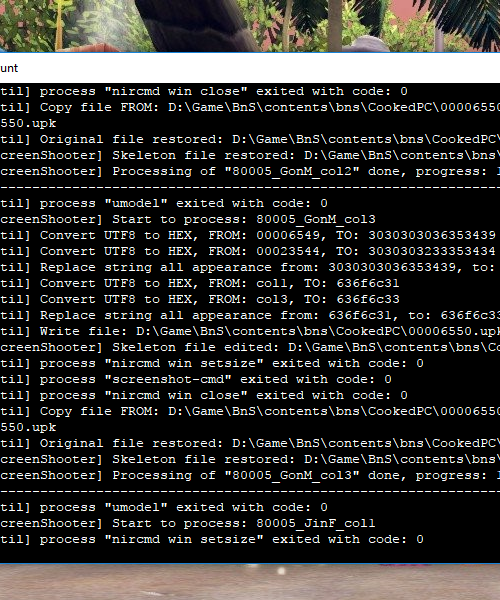 unt
til] process "nircmd win close" exited with code: 0
til] Copy file FROM: D:\Game\BnS\contents\bns\CookedPC\00006550
550.upk
til] Original file restored: D:\Game\BnS\contents\bns\CookedPC\
creenShooter] Skeleton file restored: D:\Game\BnS\contents\bns\
creenShooter] Processing of "80005_GonM_col2" done, progress: 1
--------------------------------------------------------------
til] process "umodel" exited with code: 0
creenShooter] Start to process: 80005_GonM_col3
til] Convert UTF8 to HEX, FROM: 00006549, TO: 3030303036353439
til] Convert UTF8 to HEX, FROM: 00023544, TO: 3030303233353434
til] Replace string all appearance from: 3030303036353439, to:
til] Convert UTF8 to HEX, FROM: col1, TO: 636f6c31
til] Convert UTF8 to HEX, FROM: col3, TO: 636f6c33
til] Replace string all appearance from: 636f6c31, to: 636f6c33
til] Write file: D:\Game\BnS\contents\bns\CookedPC\00006550.upk
creenShooter] Skeleton file edited: D:\Game\BnS\contents\bns\Co
til] process "nircmd win setsize" exited with code: 0
til] process "screenshot-cmd" exited with code: 0
til] process "nircmd win close" exited with code: 0
til] Copy file FROM: D:\Game\BnS\contents\bns\CookedPC\00006550
550.upk
til] Original file restored: D:\Game\BnS\contents\bns\CookedPC\
creenShooter] Skeleton file restored: D:\Game\BnS\contents\bns\
creenShooter] Processing of "80005_GonM_col3" done, progress: 1
--------------------------------------------------------------
til] process "umodel" exited with code: 0
creenShooter] Start to process: 80005_JinF_col1
til] process "nircmd win setsize" exited with code: 0